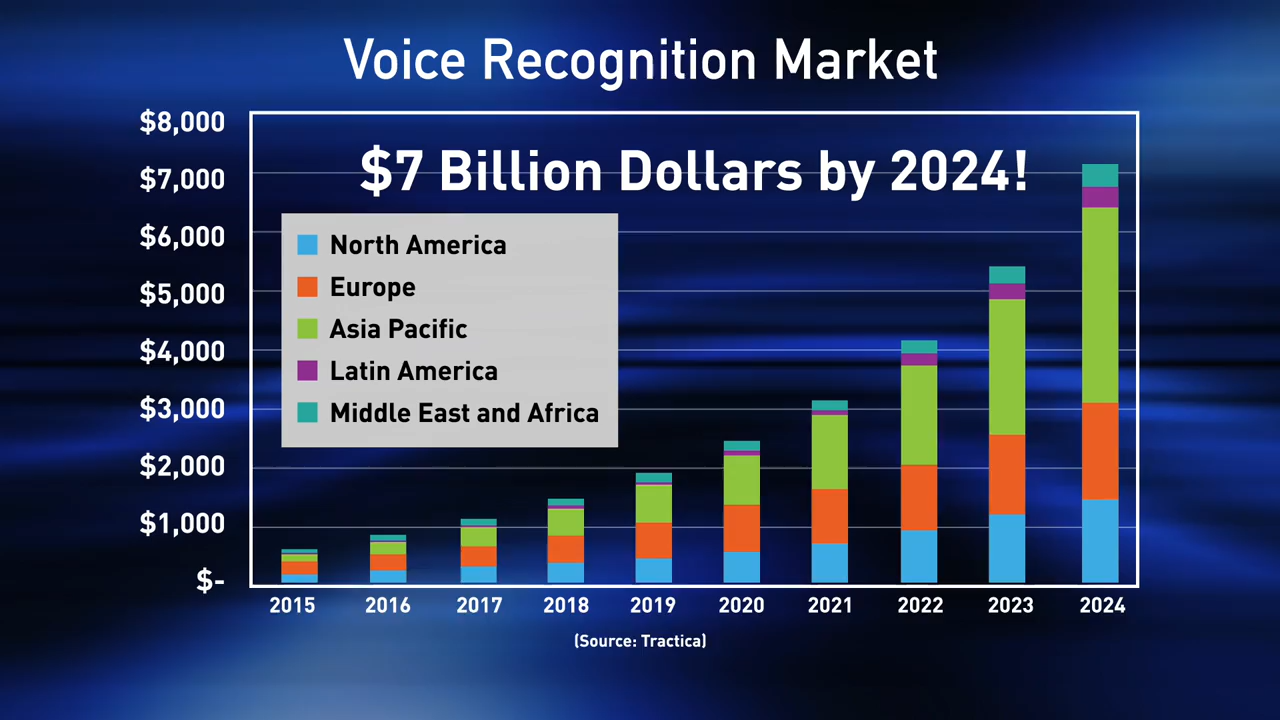 Voice Recognition Market
$8,000
$7,000
$6,000
$5,000
$4,000
$3,000
$2,000
$1,000
$-
$7 Billion Dollars by 2024!
North America
Europe
Asia Pacific
Latin America
Middle East and Africa
2015 2016 2017 2018 2019 2020 2021 2022 2023 2024
(Source: Tractica)